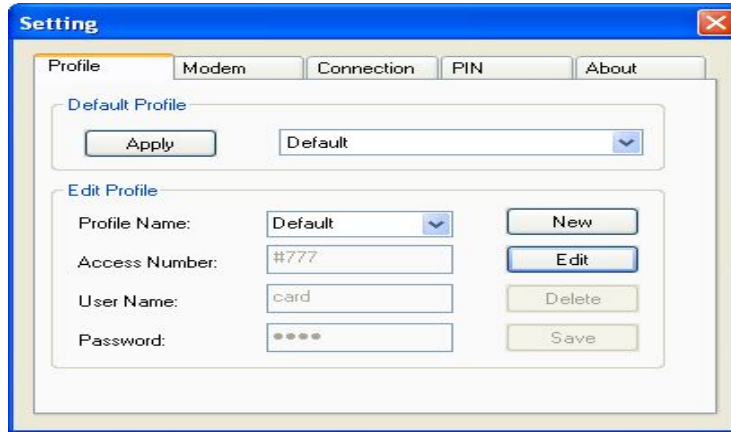 Setting
Profile Modem Connection PIN About
Default Profile
Apply Default
Edit Profile
Profile Name: Default New
Access Number: #777 Edit
User Name: card Delete
Password: •••• Save